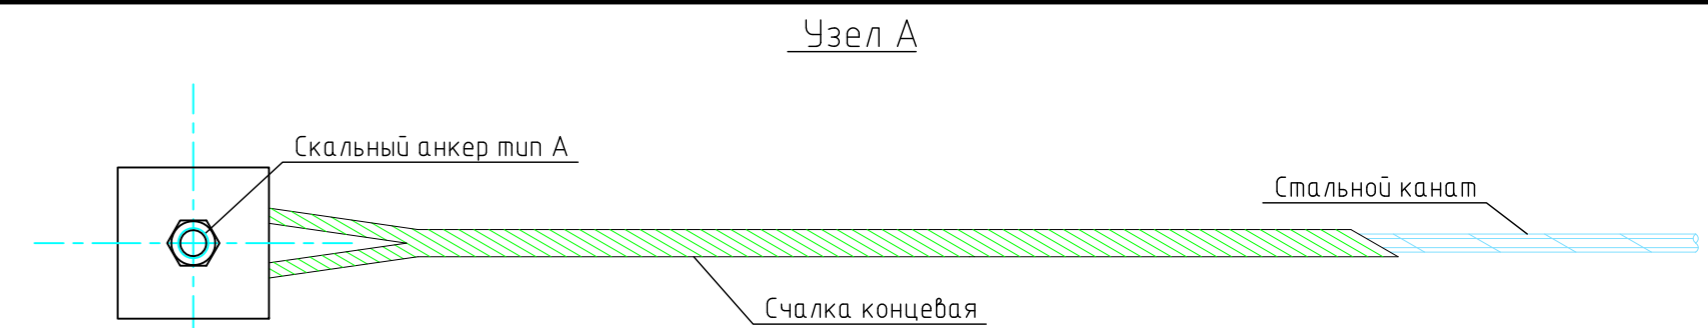 Узел А
Скальный анкер тип А
Стальной канат
Счалка концевая